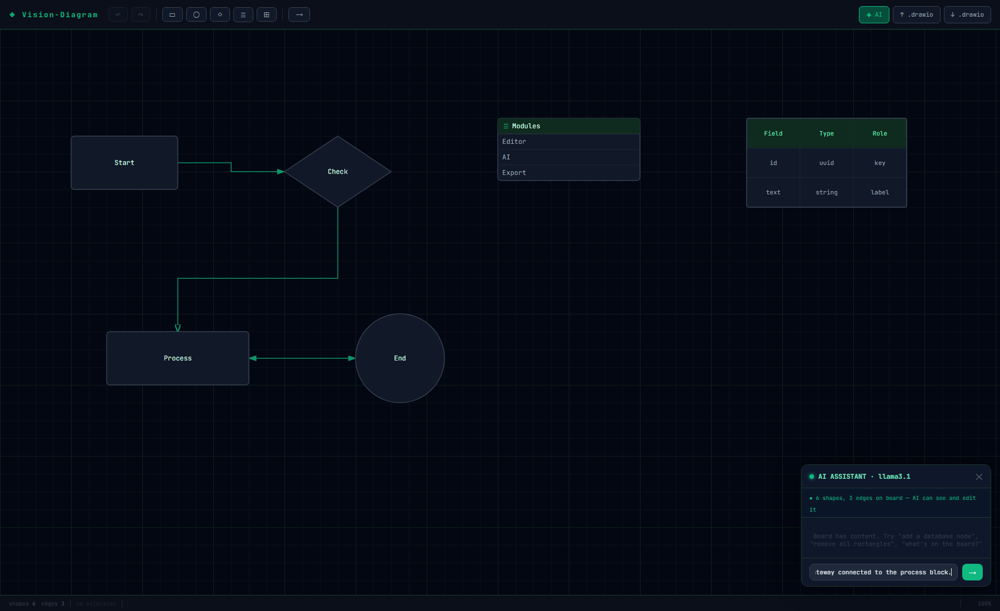 Vision-Diagram
AI
.drawio
.drawio
Modules
Editor
AI
Export
Field Type Role
id uuid key
text string label
Start
Check
Process
End
AI ASSISTANT · llama3.1
6 shapes, 3 edges on board — AI can see and edit
it
Board has content. Try "add a database node",
"remove all rectangles", "what's on the board?"
teway connected to the process block.
shapes 6 edges 3
no selection
100%